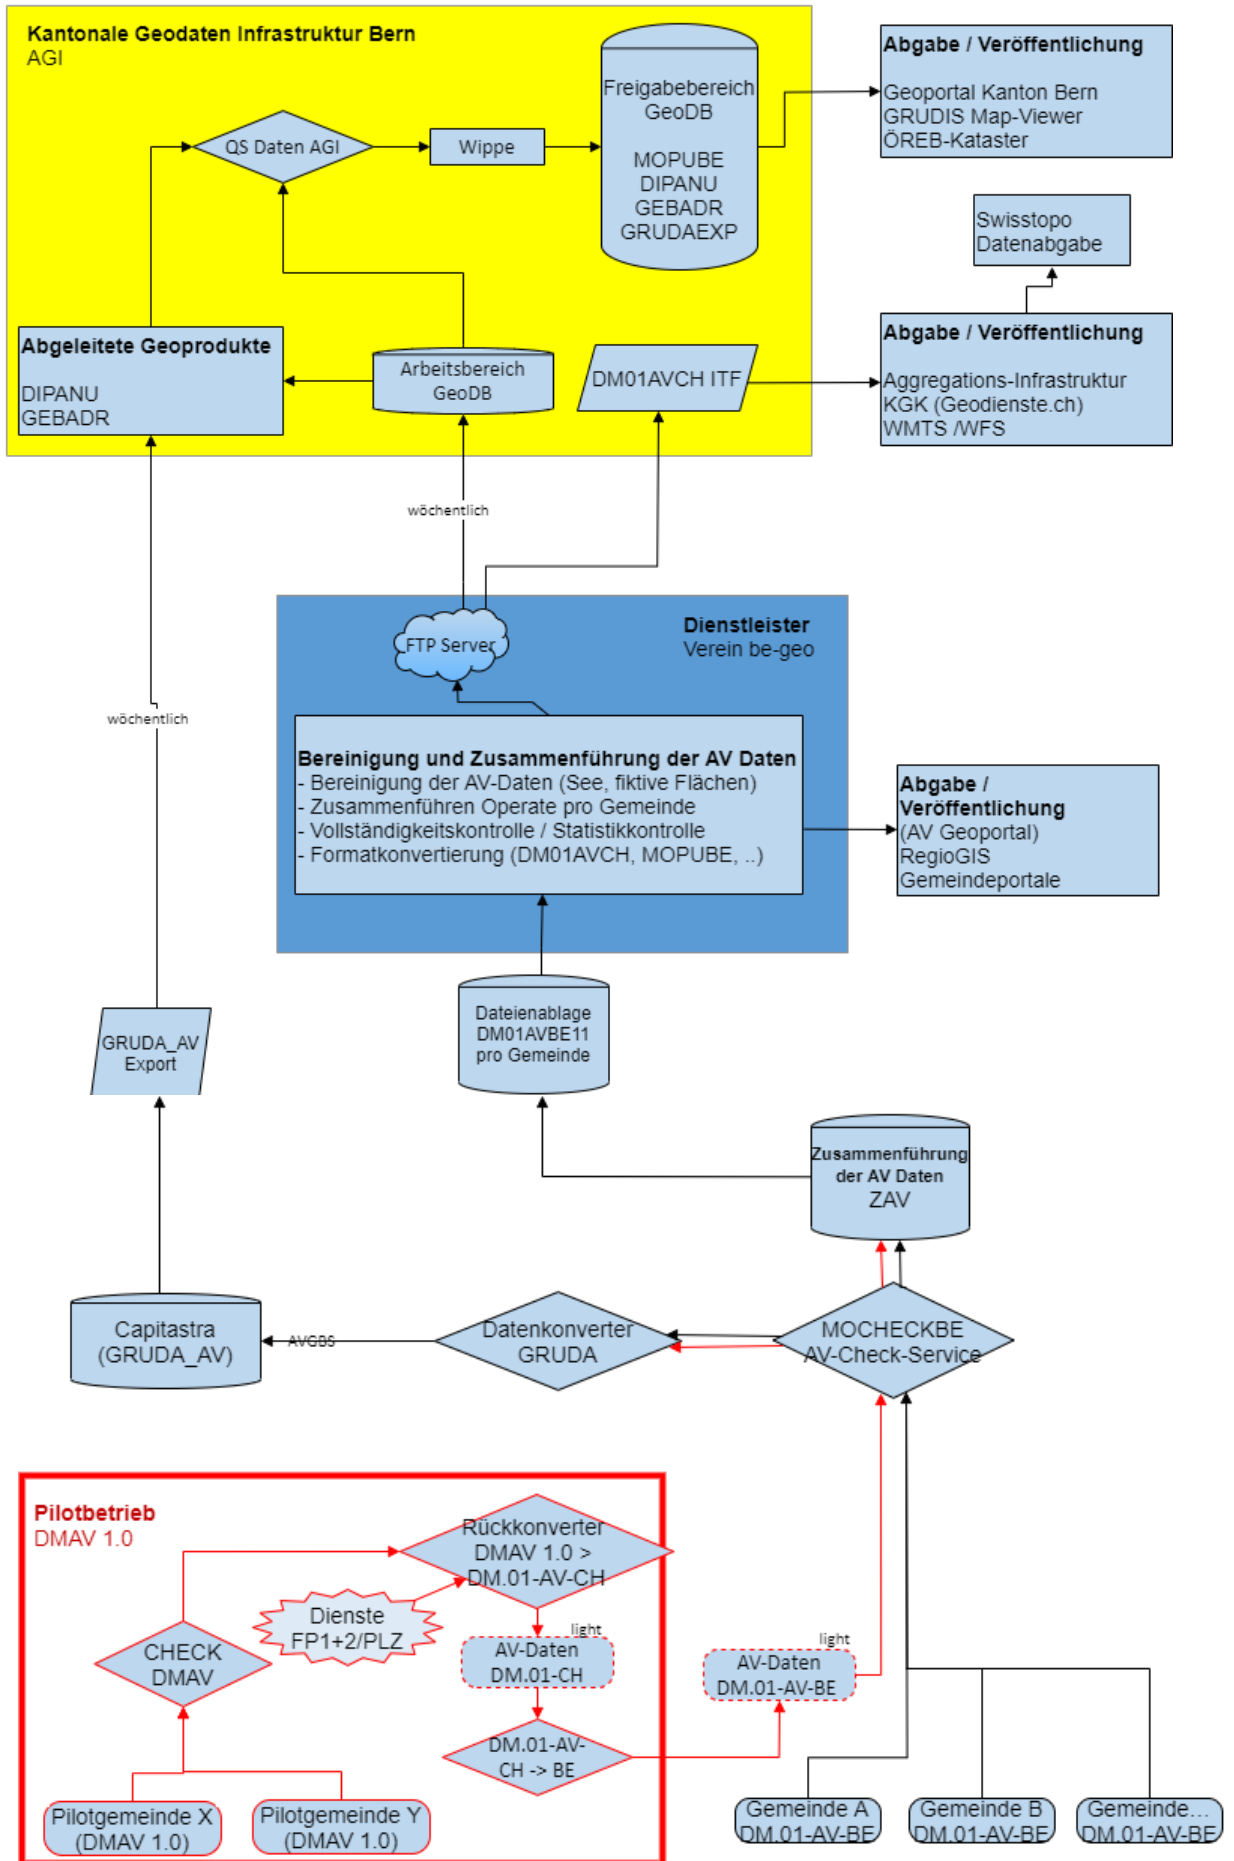 Kantonale Geodaten Infrastruktur Bern
AGI
QS Daten AGI
Wippe
Freigabebereich
GeoDB
MOPUBE
DIPANU
GEBADR
GRUDAEXP
Abgabe / Veröffentlichung
Geoportal Kanton Bern
GRUDIS Map-Viewer
ÖREB-Kataster
Swisstopo
Datenabgabe
Abgeleitete Geoprodukte
DIPANU
GEBADR
Arbeitsbereich
GeoDB
DM01AVCH ITF
Abgabe / Veröffentlichung
Aggregations-Infrastruktur
KGK (Geodienste.ch)
WMTS /WFS
wöchentlich
FTP Server
Dienstleister
Verein be-geo
wöchentlich
Bereinigung und Zusammenführung der AV Daten
- Bereinigung der AV-Daten (See, fiktive Flächen)
- Zusammenführen Operate pro Gemeinde
- Vollständigkeitskontrolle / Statistikkontrolle
- Formatkonvertierung (DM01AVCH, MOPUBE, ..)
Abgabe /
Veröffentlichung
(AV Geoportal)
RegioGIS
Gemeindeportale
GRUDA_AV
Export
Dateienablage
DM01AVBE11
pro Gemeinde
Zusammenführung
der AV Daten
ZAV
Capitastra
(GRUDA_AV)
AVGBS
Datenkonverter
GRUDA
MOCHECKBE
AV-Check-Service
Pilotbetrieb
DMAV 1.0
Rückkonverter
DMAV 1.0 >
DM.01-AV-CH
Dienste
FP1+2/PLZ
CHECK
DMAV
light
AV-Daten
DM.01-CH
light
AV-Daten
DM.01-AV-BE
DM.01-AV-
CH -> BE
Pilotgemeinde X
(DMAV 1.0)
Pilotgemeinde Y
(DMAV 1.0)
Gemeinde A
DM.01-AV-BE
Gemeinde B
DM.01-AV-BE
Gemeinde...
DM.01-AV-BE